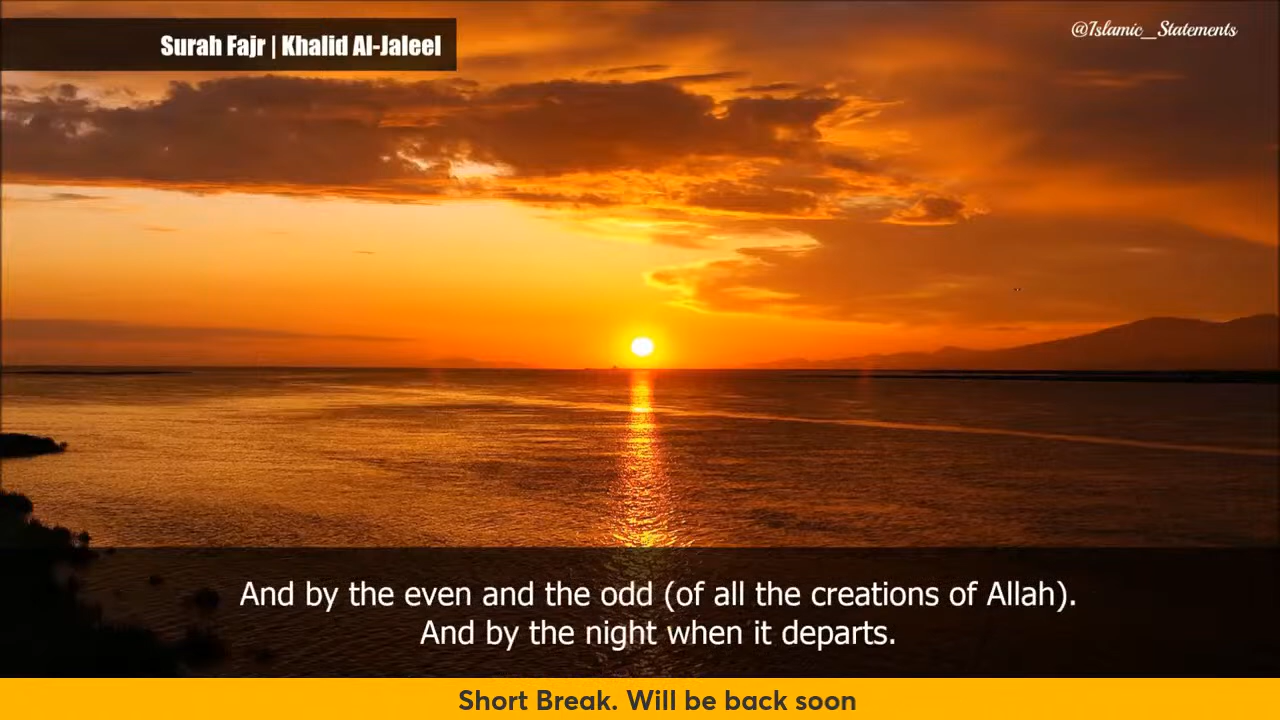 Surah Fajr | Khalid Al-Jaleel
@Islamic_Statements
And by the even and the odd (of all the creations of Allah).
And by the night when it departs.
Short Break. Will be back soon